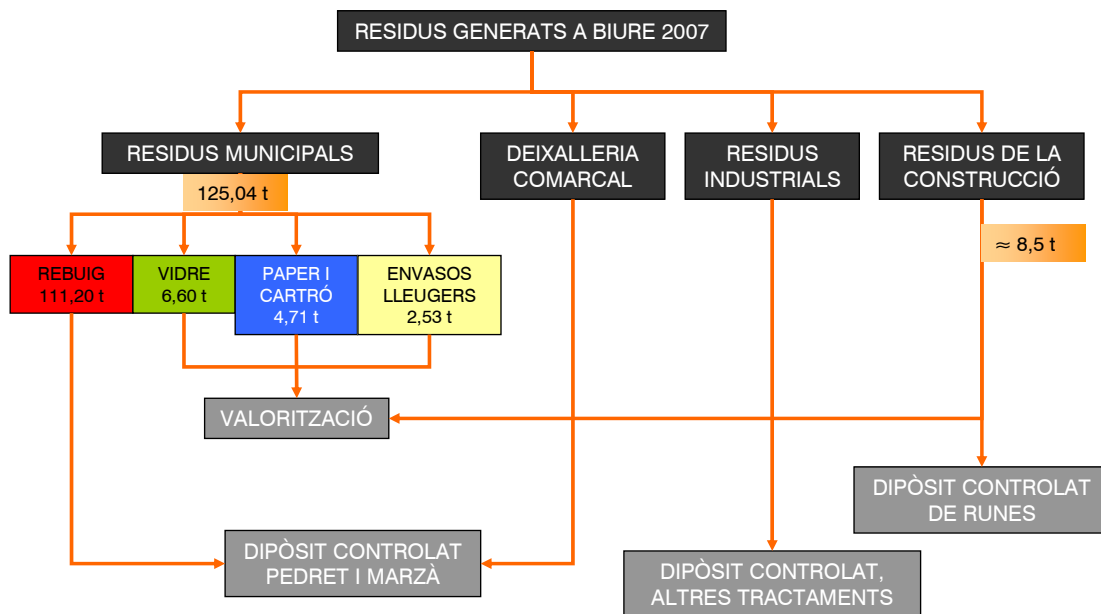 RESIDUS GENERATS A BIURE 2007
RESIDUS MUNICIPALS
DEIXALLERIA
COMARCAL
RESIDUS
INDUSTRIALS
RESIDUS DE LA
CONSTRUCCIÓ
125,04 t
≈ 8,5 t
REBUIG
111,20 t
VIDRE
6,60 t
PAPER I
CARTRÓ
4,71 t
ENVASOS
LLEUGERS
2,53 t
VALORITZACIÓ
DIPÒSIT CONTROLAT
DE RUNES
DIPÒSIT CONTROLAT
PEDRET I MARZÀ
DIPÒSIT CONTROLAT,
ALTRES TRACTAMENTS